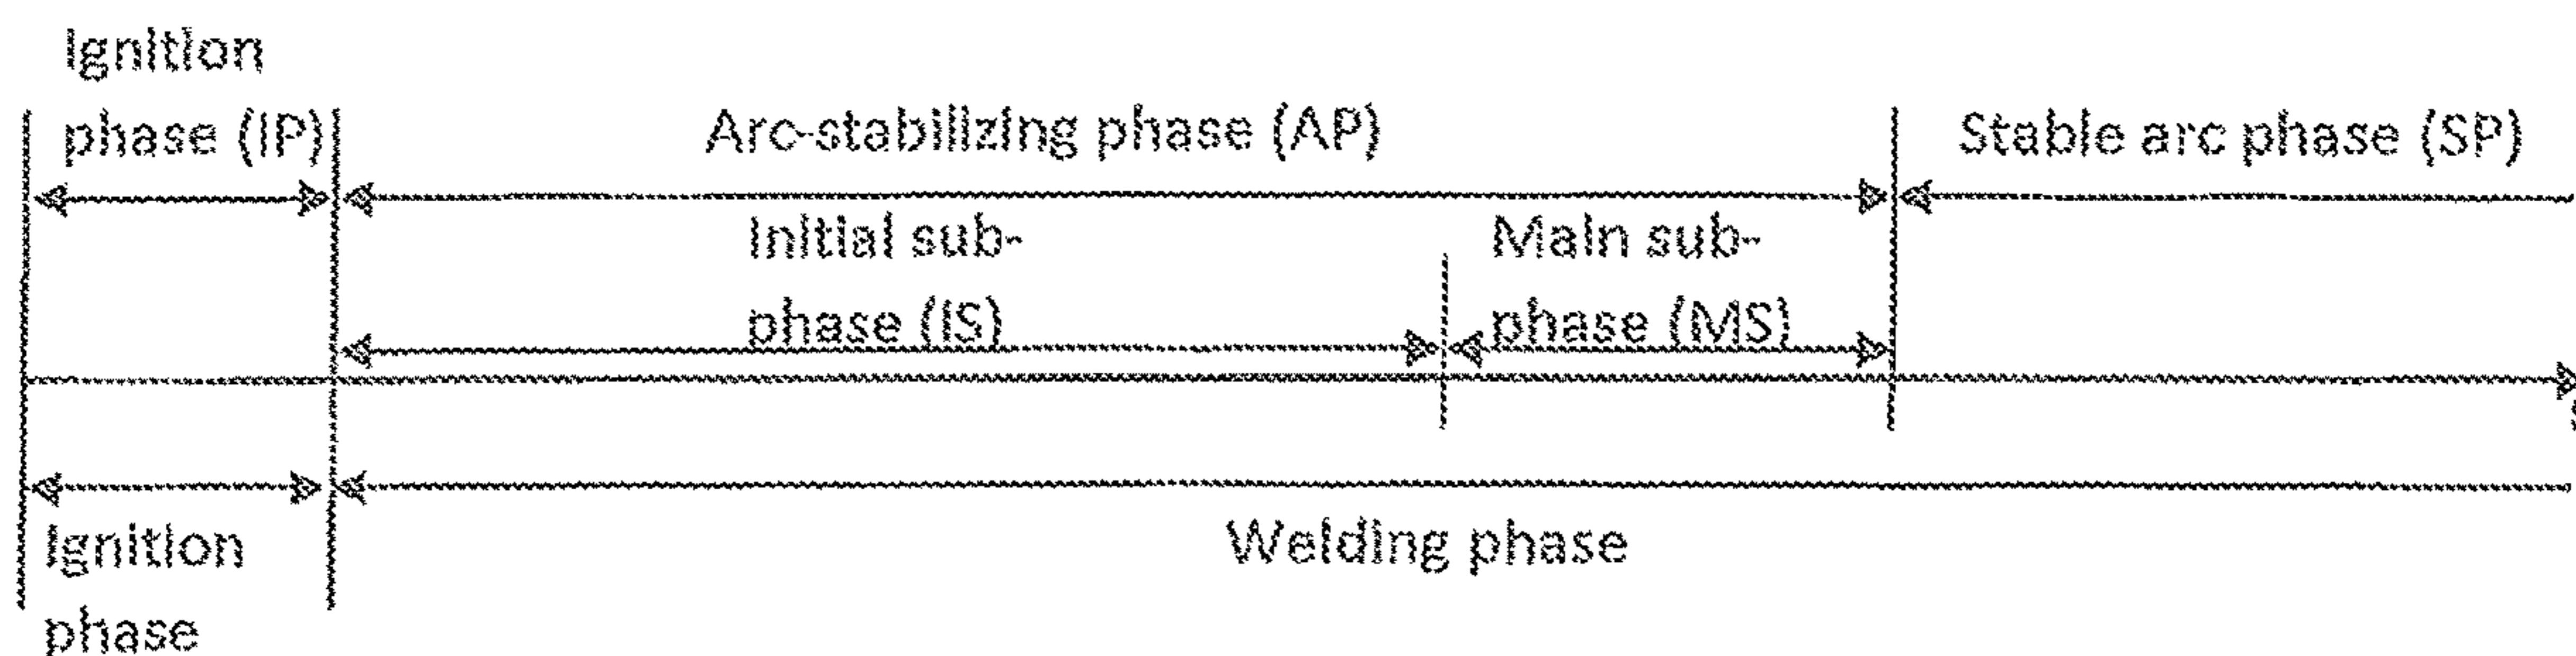 Ignition
phase (IP)
Arc-stabilizing phase (AP)
Stable arc phase (SP)
Initial sub-
phase (IS)
Main sub-
phase (MS)
Ignition
phase
Welding phase